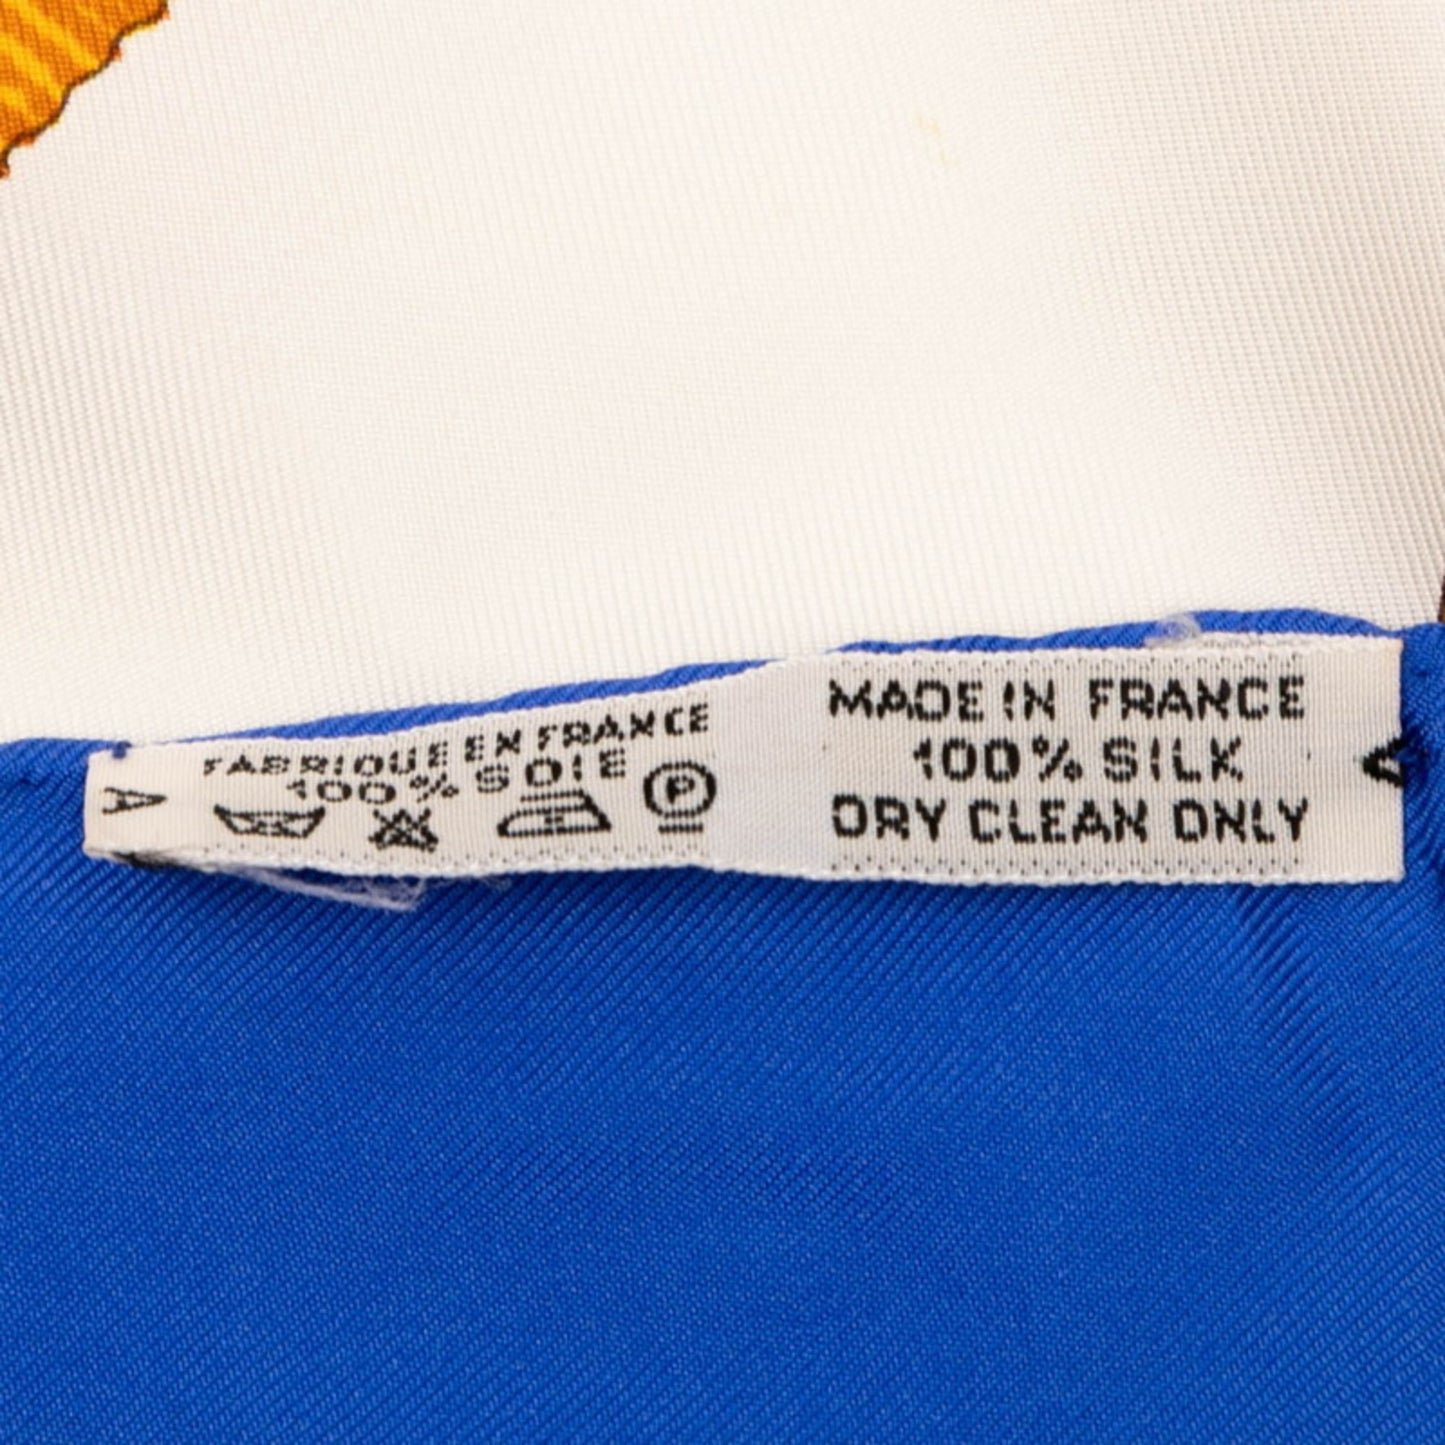 A
FABRIQUE EN FRANCE
100% SOIE
P
MADE IN FRANCE
100% SILK
DRY CLEAN ONLY
A